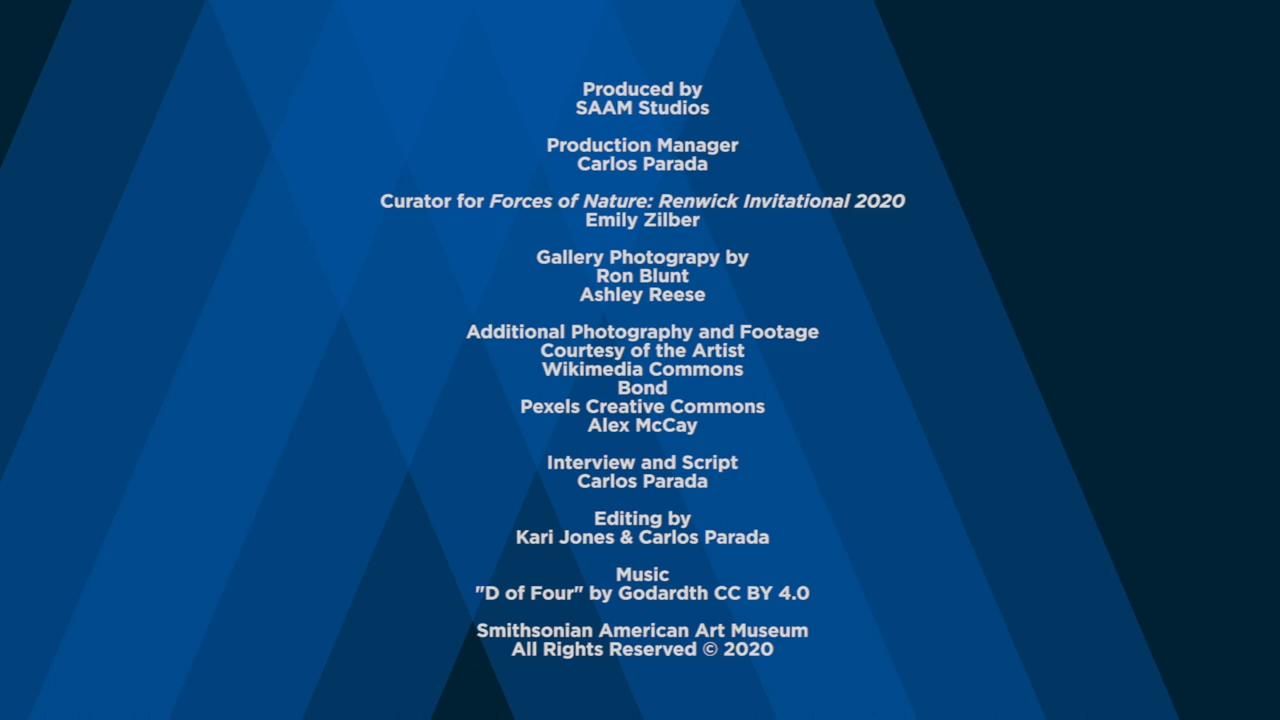 Produced by
SAAM Studios
Production Manager
Carlos Parada
Curator for Forces of Nature: Renwick Invitational 2020
Emily Zilber
Gallery Photograpy by
Ron Blunt
Ashley Reese
Additional Photography and Footage
Courtesy of the Artist
Wikimedia Commons
Bond
Pexels Creative Commons
Alex McCay
Interview and Script
Carlos Parada
Editing by
Kari Jones & Carlos Parada
Music
"D of Four" by Godardth CC BY 4.0
Smithsonian American Art Museum
All Rights Reserved © 2020